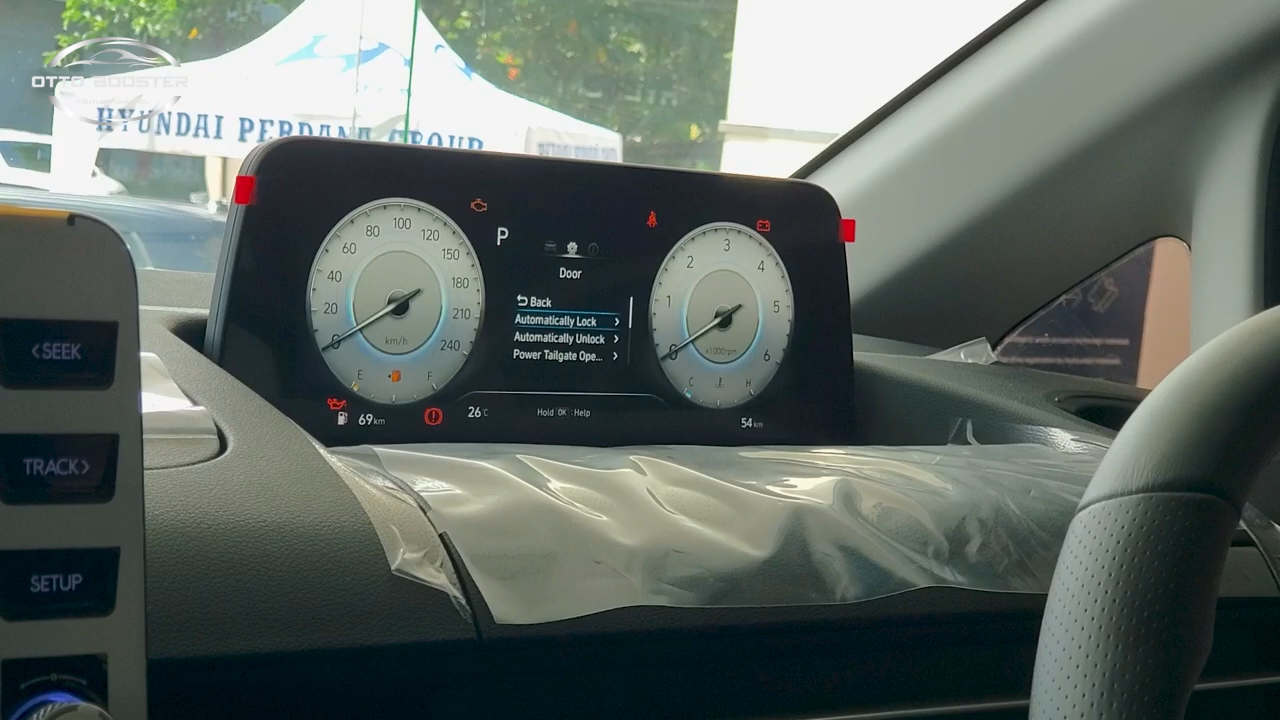 OTTO BOOSTER
HYUNDAI PERDANA GROUP
< SEEK
TRACK >
SETUP
0
20
40
60
80
100
120
150
180
210
240
km/h
E
F
69 km
P
Door
Back
Automatically Lock >
Automatically Unlock >
Power Tailgate Ope... >
26°C
Hold OK : Help
0
1
2
3
4
5
6
x1000rpm
C
H
54 km